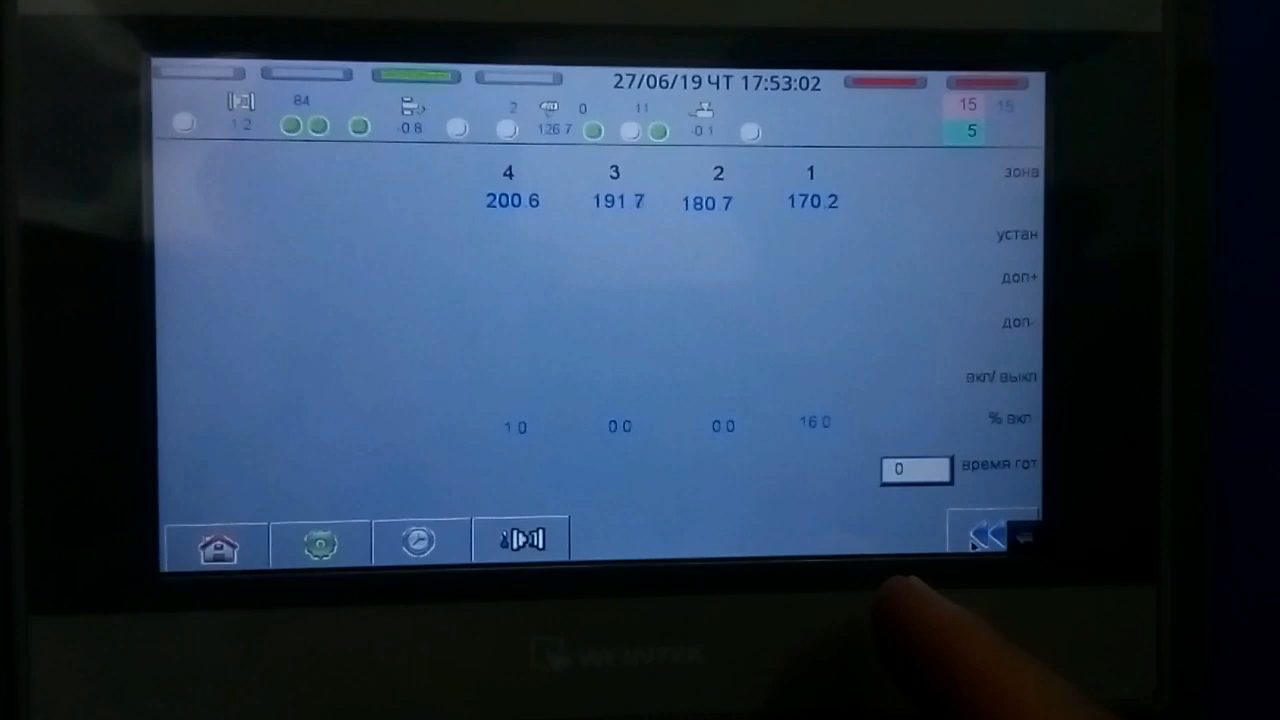 27/06/19 ЧТ 17:53:02
84 2 0 11 15 15
1 2 -0 8 126 7 -0 1 5
4 3 2 1 зона
200.6 191 7 180.7 170.2
устан
доп+
доп-
вкл/ выкл
1 0 0 0 0 0 16 0 % вкл
0 время гот